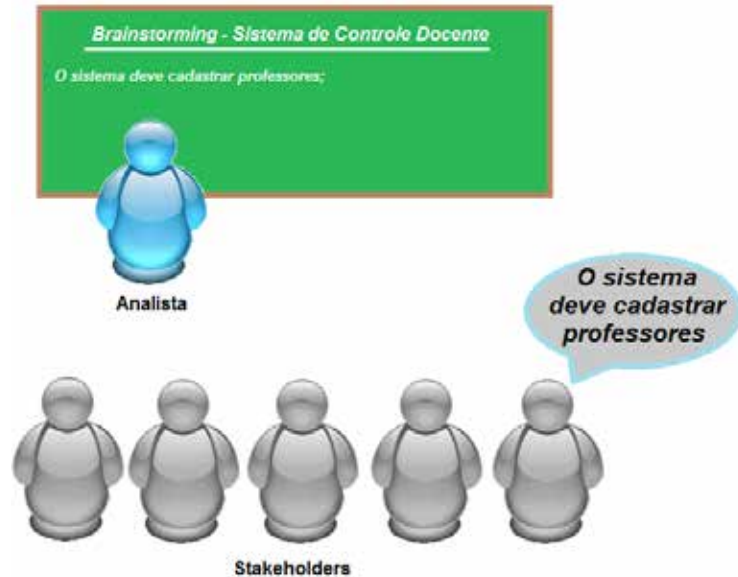 Brainstorming - Sistema de Controle Docente
O sistema deve cadastrar professores;
Analista
O sistema
deve cadastrar
professores
Stakeholders